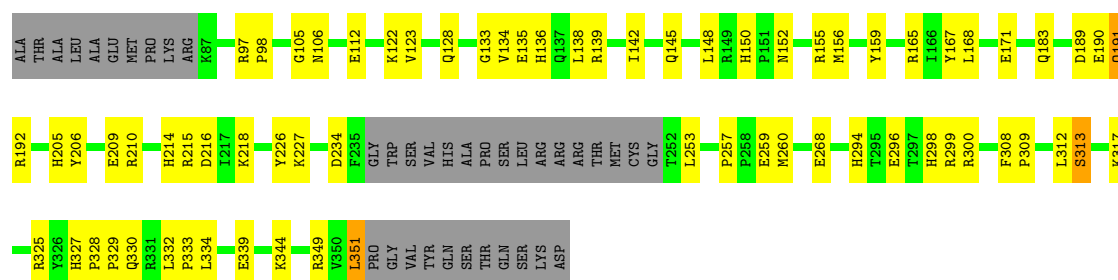 ALA THR ALA LEU ALA GLU MET PRO LYS ARG K87 R97 P98 G105 N106 E112 K122 V123 Q128 G133 V134 E135 H136 Q137 L138 R139 I142 Q145 L148 R149 H150 P151 N152 R155 M156 Y159 R165 I166 Y167 L168 E171 Q183 D189 E190 Q191
R192 H205 Y206 E209 R210 H214 R215 D216 I217 K218 Y226 K227 D234 F235 GLY TRP SER VAL HIS ALA PRO SER LEU ARG ARG ARG THR MET CYS GLY T252 L253 P257 P258 E259 M260 E268 H294 T295 E296 T297 H298 R299 R300 F308 P309 L312 S313 K317
R325 Y326 H327 P328 P329 Q330 R331 L332 P333 L334 E339 K344 R349 V350 L351 PRO GLY VAL TYR GLN SER THR GLN SER LYS ASP